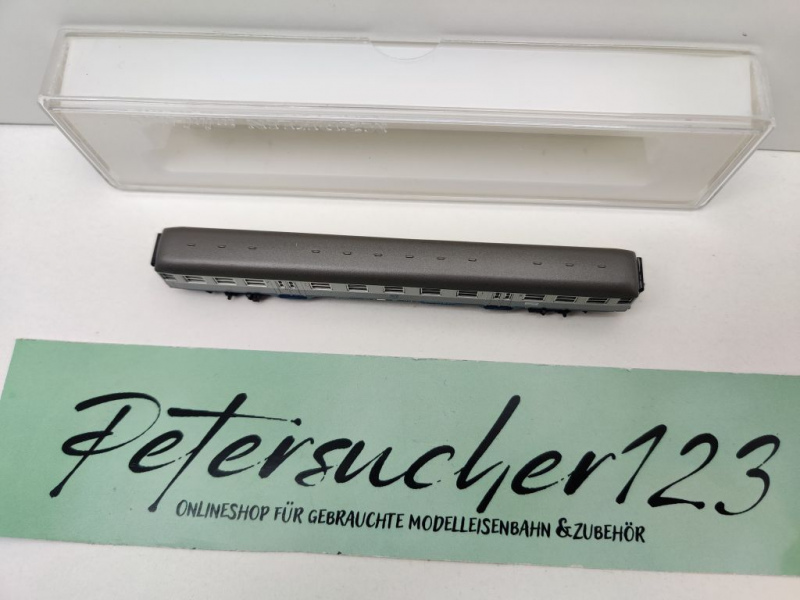 Petersucher123
ONLINESHOP FÜR GEBRAUCHTE MODELLEISENBAHN &ZUBEHÖR